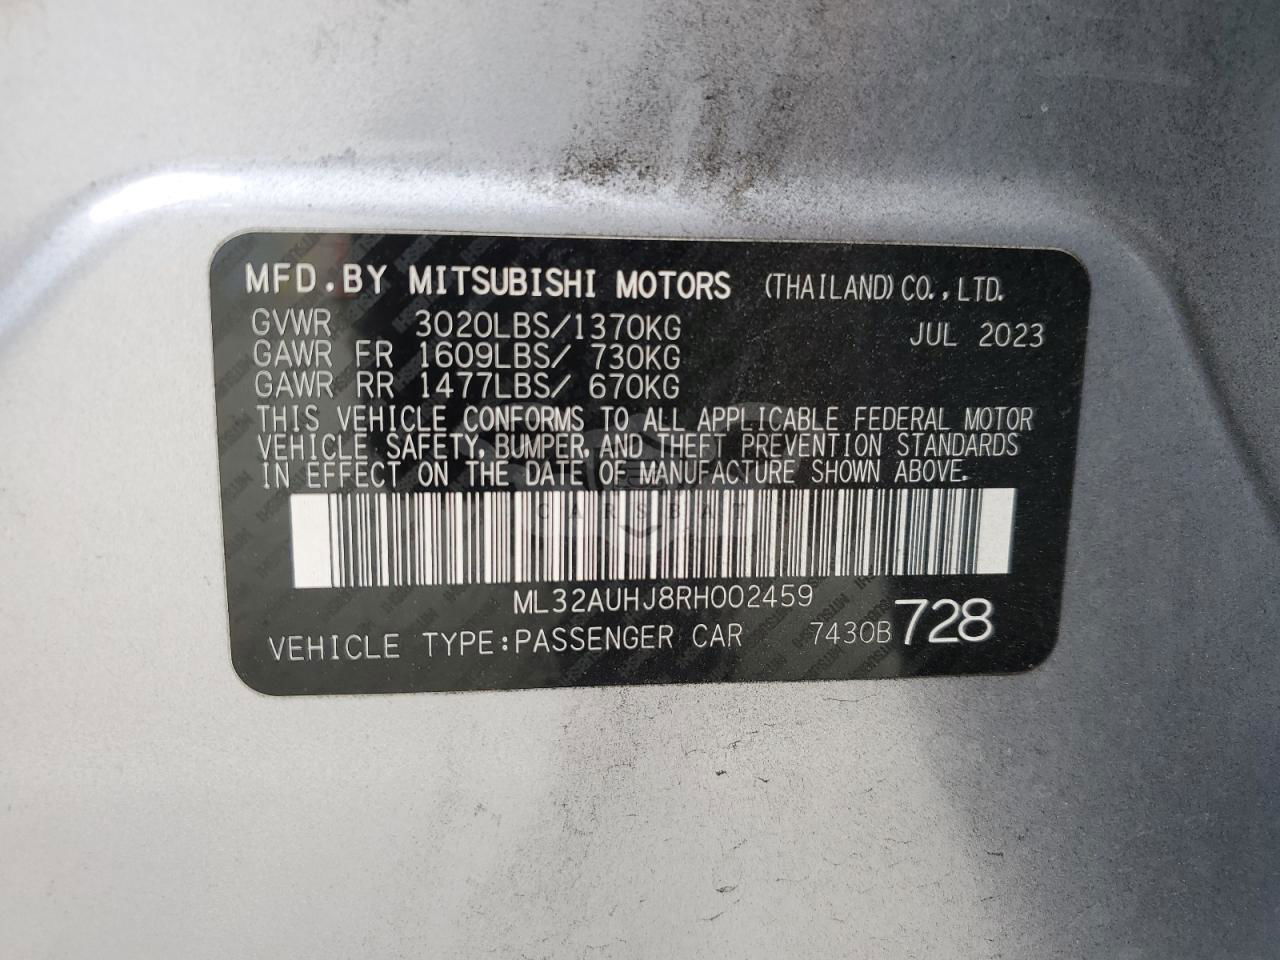 MFD.BY MITSUBISHI MOTORS (THAILAND) CO.,LTD.
GVWR 3020LBS/1370KG JUL 2023
GAWR FR 1609LBS/ 730KG
GAWR RR 1477LBS/ 670KG
THIS VEHICLE CONFORMS TO ALL APPLICABLE FEDERAL MOTOR
VEHICLE SAFETY, BUMPER, AND THEFT PREVENTION STANDARDS
IN EFFECT ON THE DATE OF MANUFACTURE SHOWN ABOVE.
CARSBAT
ML32AUHJ8RH002459
VEHICLE TYPE:PASSENGER CAR 7430B 728